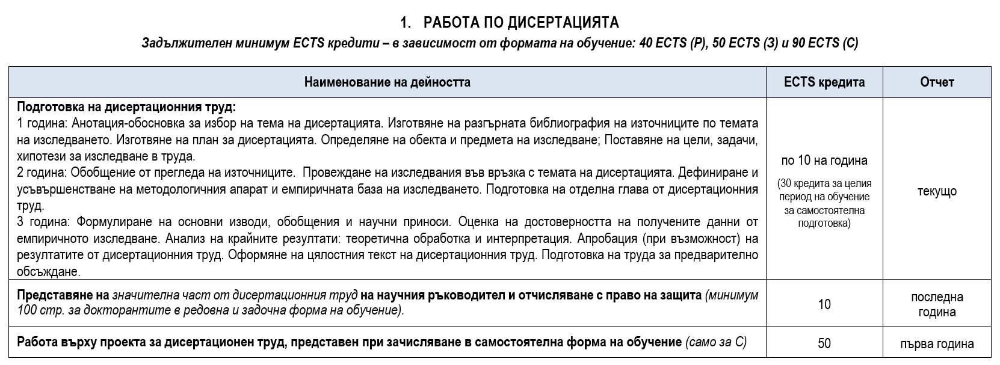 1. РАБОТА ПО ДИСЕРТАЦИЯТА
Задължителен минимум ECTS кредити – в зависимост от формата на обучение: 40 ECTS (Р), 50 ECTS (З) и 90 ECTS (С)
Наименование на дейността
ECTS кредита
Отчет
Подготовка на дисертационния труд:
1 година: Анотация-обосновка за избор на тема на дисертацията. Изготвяне на разгърната библиография на източниците по темата
на изследването. Изготвяне на план за дисертацията. Определяне на обекта и предмета на изследване; Поставяне на цели, задачи,
хипотези за изследване в труда.
2 година: Обобщение от прегледа на източниците. Провеждане на изследвания във връзка с темата на дисертацията. Дефиниране и
усъвършенстване на методологичния апарат и емпиричната база на изследването. Подготовка на отделна глава от дисертационния
труд.
3 година: Формулиране на основни изводи, обобщения и научни приноси. Оценка на достоверността на получените данни от
емпиричното изследване. Анализ на крайните резултати: теоретична обработка и интерпретация. Апробация (при възможност) на
резултатите от дисертационния труд. Оформяне на цялостния текст на дисертационния труд. Подготовка на труда за предварително
обсъждане.
по 10 на година
(30 кредита за целия
период на обучение
за самостоятелна
подготовка)
текущо
Представяне на значителна част от дисертационния труд на научния ръководител и отчисляване с право на защита (минимум
100 стр. за докторантите в редовна и задочна форма на обучение).
10
последна
година
Работа върху проекта за дисертационен труд, представен при зачисляване в самостоятелна форма на обучение (само за С)
50
първа година